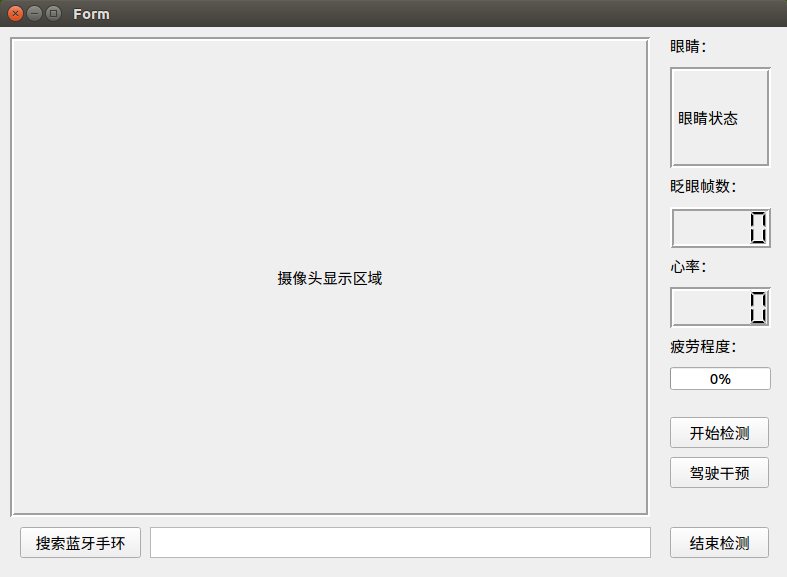 Form
眼睛：
眼睛状态
眨眼帧数：
0
心率：
0
疲劳程度：
0%
摄像头显示区域
开始检测
驾驶干预
搜索蓝牙手环
结束检测